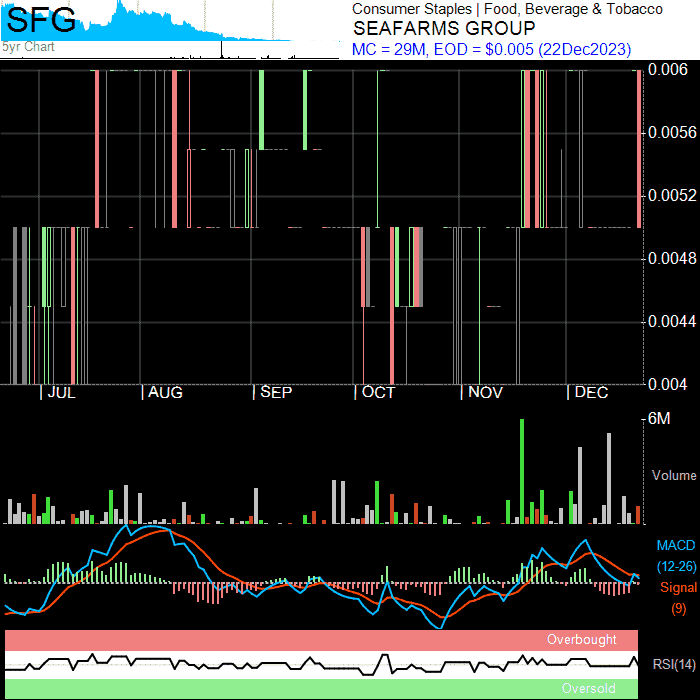 SFG
5yr Chart
Consumer Staples | Food, Beverage & Tobacco
SEAFARMS GROUP
MC = 29M, EOD = $0.005 (22Dec2023)
0.006
0.0056
0.0052
0.0048
0.0044
0.004
JUL AUG SEP OCT NOV DEC
6M
Volume
MACD
(12-26)
Signal
(9)
Overbought
RSI(14)
Oversold